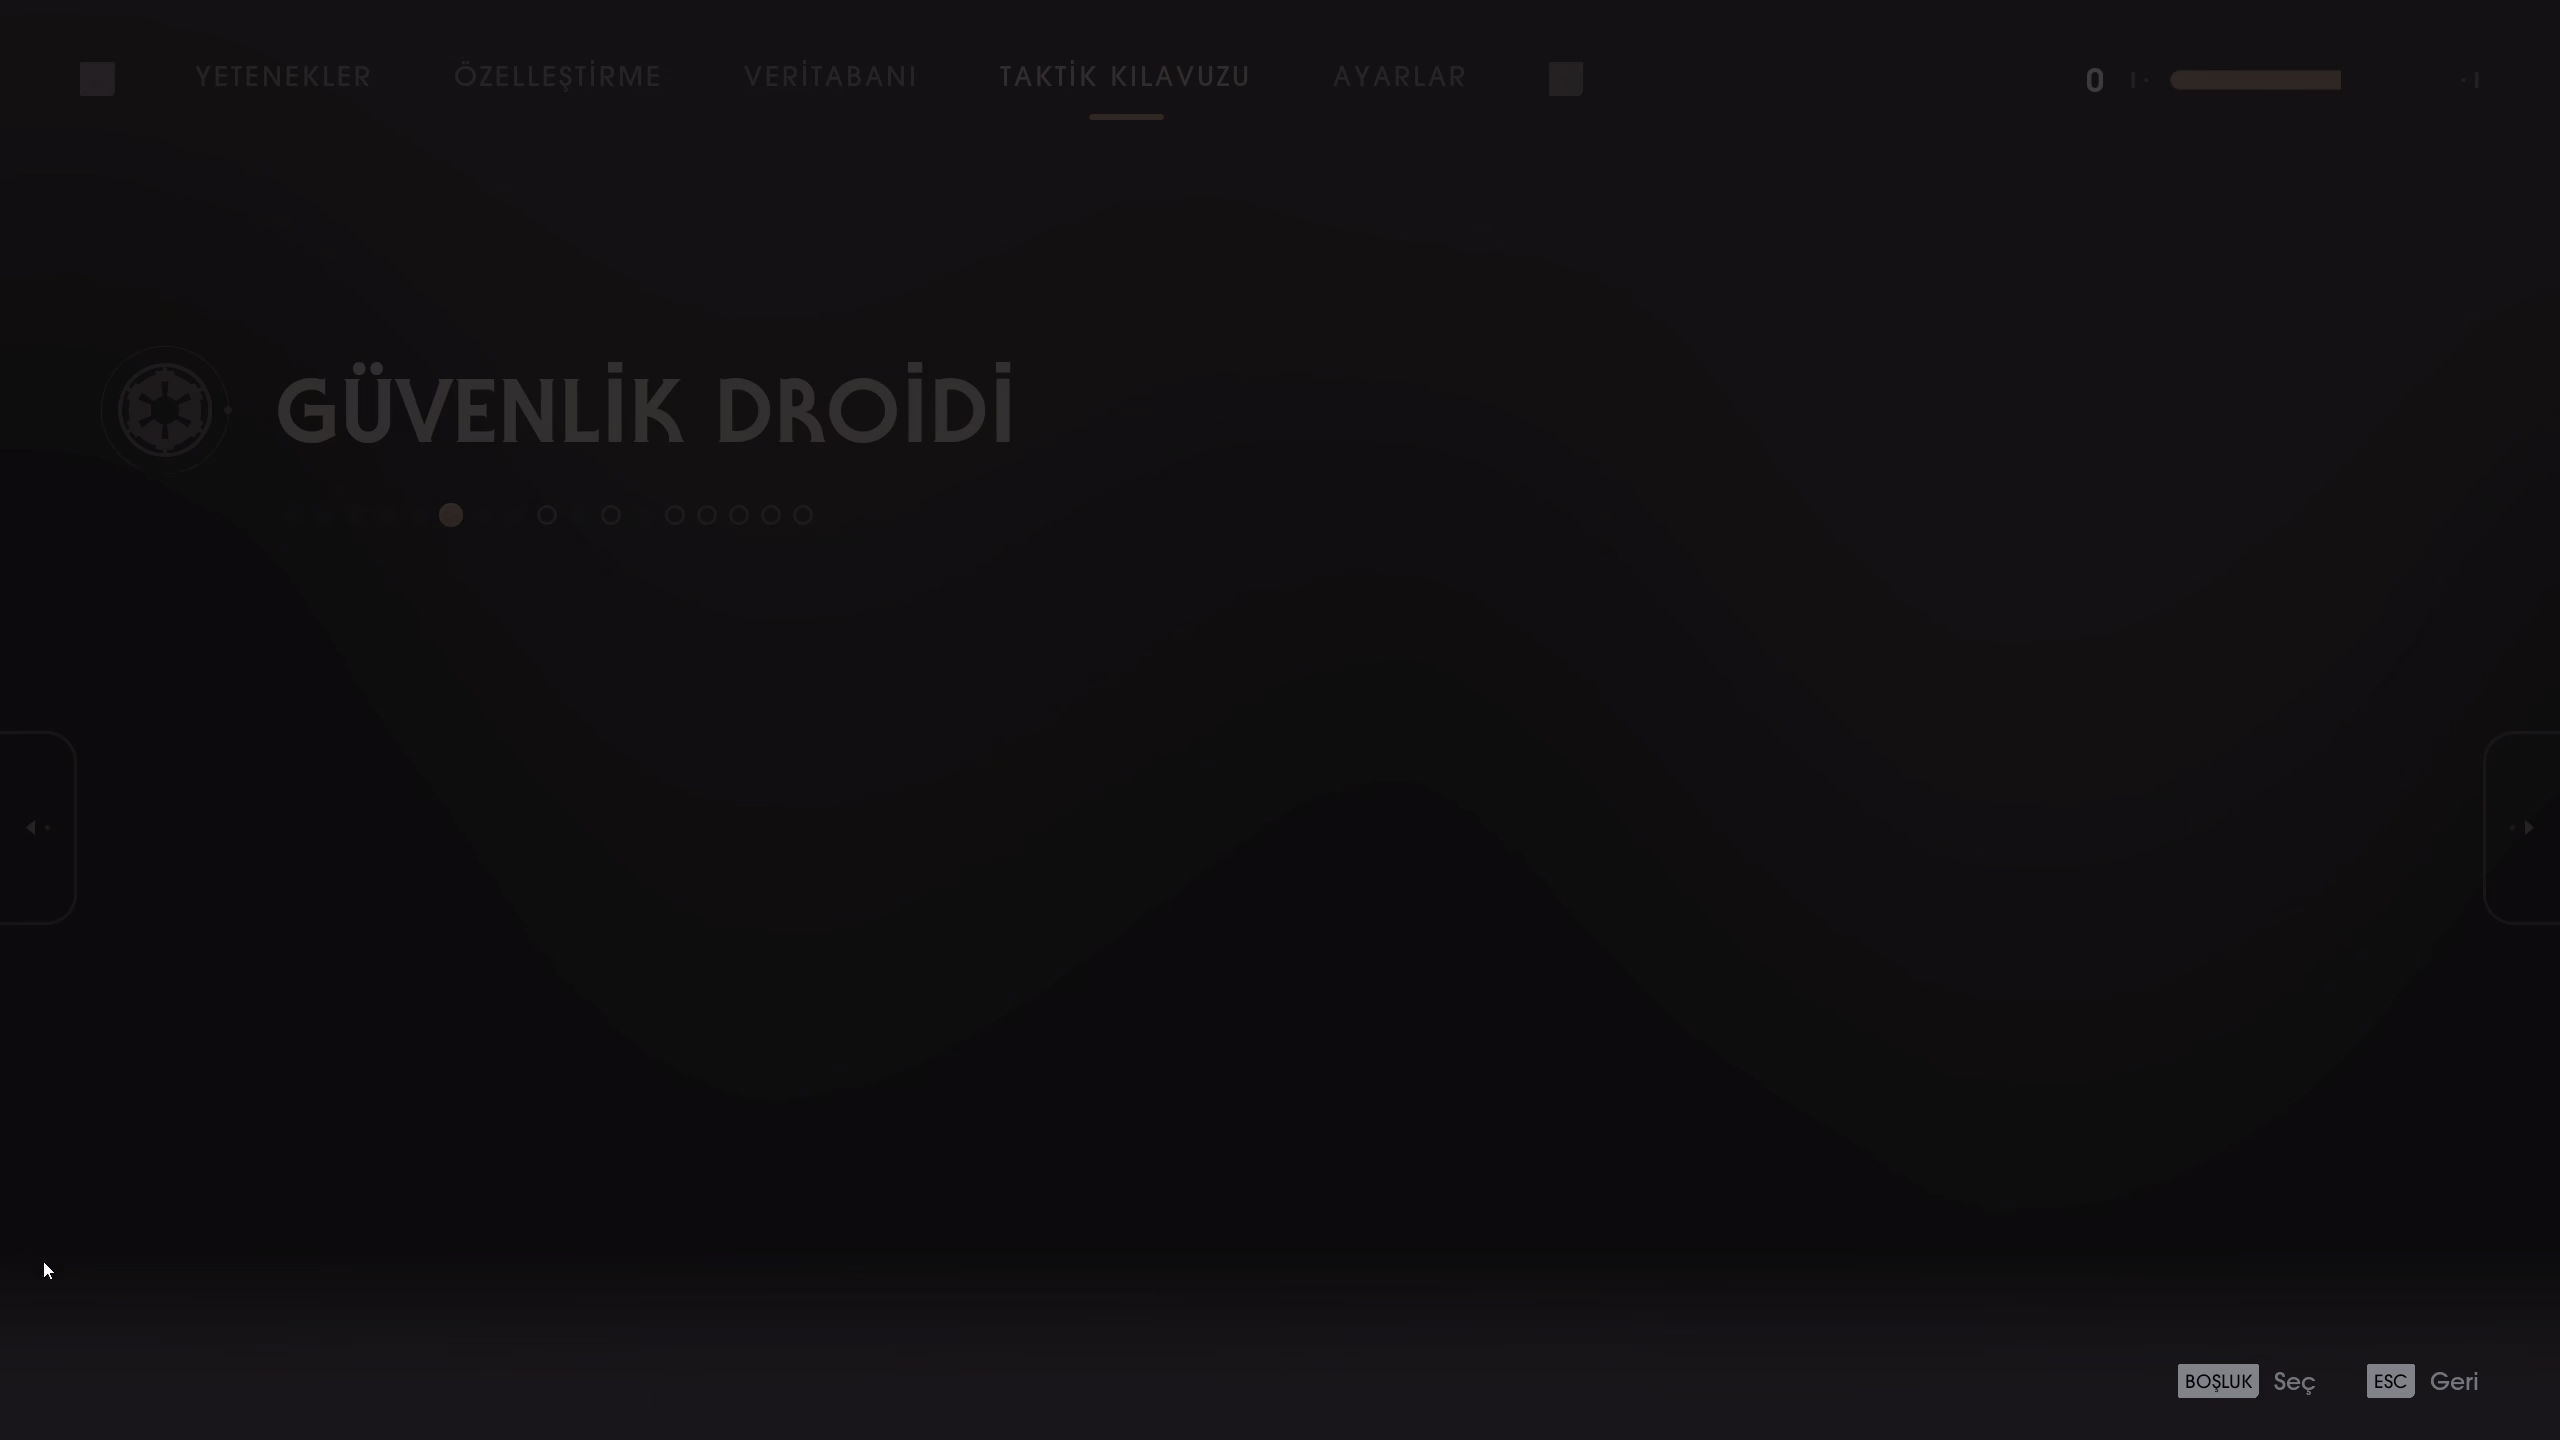 YETENEKLER ÖZELLEŞTİRME VERİTABANI TAKTİK KILAVUZU AYARLAR 0
GÜVENLİK DROİDİ
BOŞLUK Seç ESC Geri